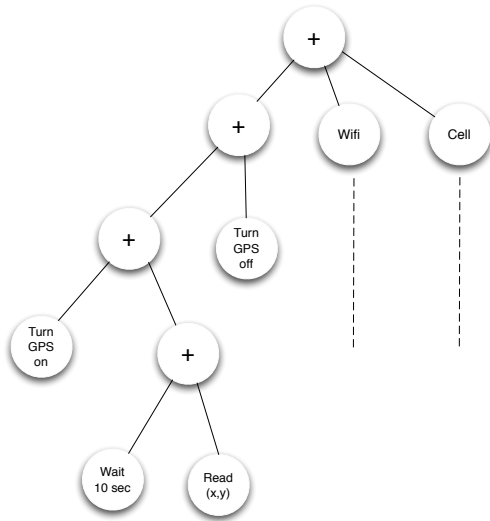 +
+
Wifi
Cell
+
Turn
GPS
off
Turn
GPS
on
+
Wait
10 sec
Read
(x,y)